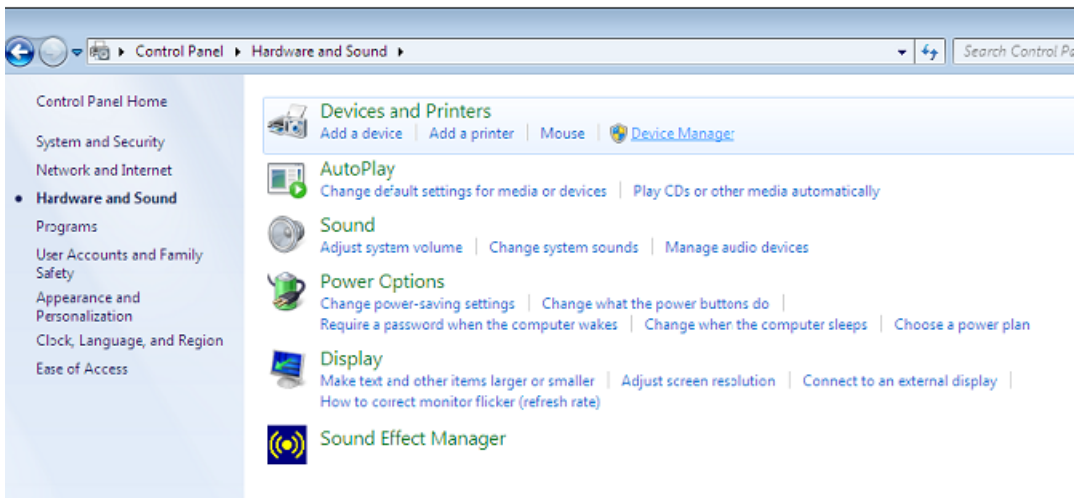 Control Panel Hardware and Sound Search Control Pa
Control Panel Home
System and Security
Network and Internet
Hardware and Sound
Programs
User Accounts and Family
Safety
Appearance and
Personalization
Clock, Language, and Region
Ease of Access
Devices and Printers
Add a device Add a printer Mouse Device Manager
AutoPlay
Change default settings for media or devices Play CDs or other media automatically
Sound
Adjust system volume Change system sounds Manage audio devices
Power Options
Change power-saving settings Change what the power buttons do
Require a password when the computer wakes Change when the computer sleeps Choose a power plan
Display
Make text and other items larger or smaller Adjust screen resolution Connect to an external display
How to correct monitor flicker (refresh rate)
Sound Effect Manager